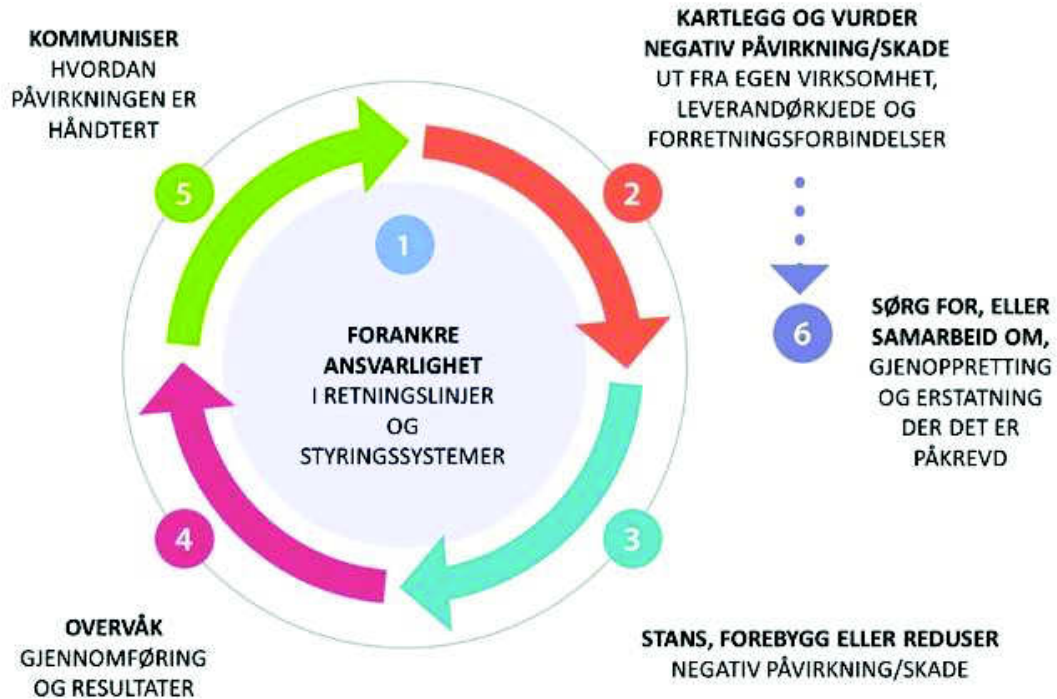 KOMMUNISER
HVORDAN
PÅVIRKNINGEN ER
HÅNDTERT
KARTLEGG OG VURDER
NEGATIV PÅVIRKNING/SKADE
UT FRA EGEN VIRKSOMHET,
LEVERANDØRKJEDE OG
FORRETNINGSFORBINDELSER
5
2
1
FORANKRE
ANSVARLIGHET
I RETNINGSLINJER
OG
STYRINGSSYSTEMER
6
SØRG FOR, ELLER
SAMARBEID OM,
GJENOPPRETTING
OG ERSTATNING
DER DET ER
PÅKREVD
4
3
OVERVÅK
GJENNOMFØRING
OG RESULTATER
STANS, FOREBYGG ELLER REDUSER
NEGATIV PÅVIRKNING/SKADE